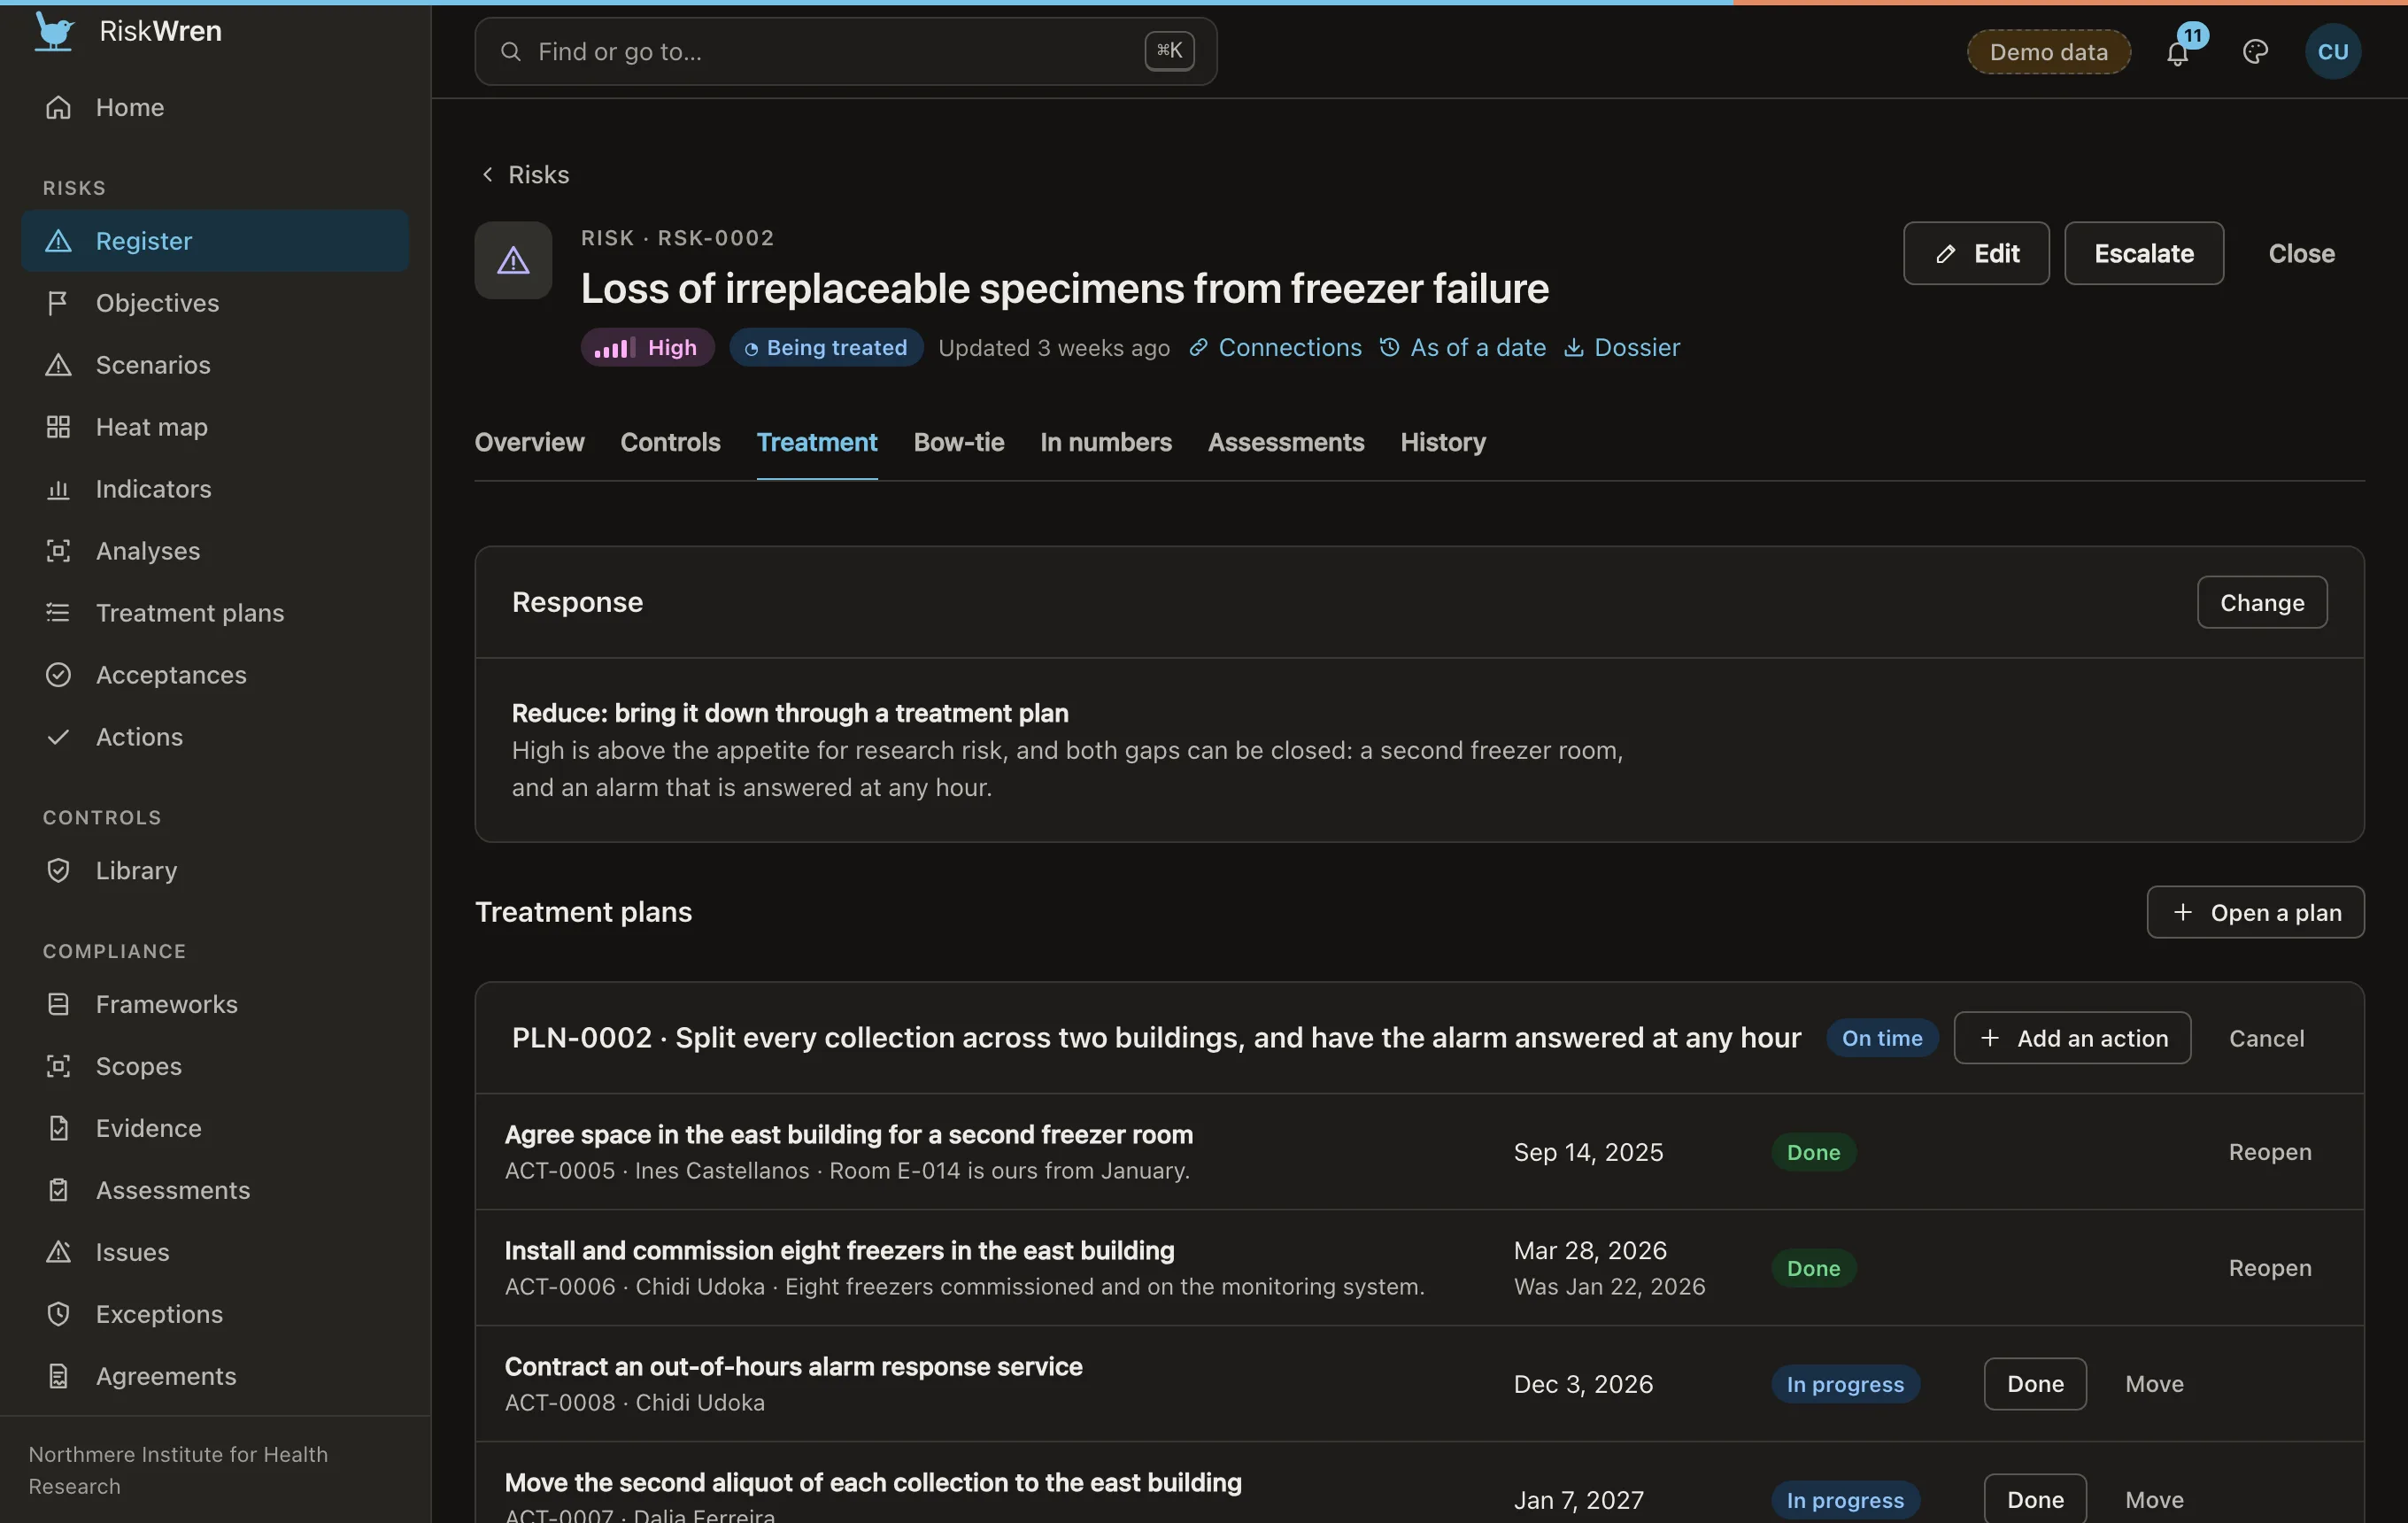 RiskWren
Find or go to...
⌘K
Demo data
11
CU
Home
RISKS
Register
Objectives
Scenarios
Heat map
Indicators
Analyses
Treatment plans
Acceptances
Actions
CONTROLS
Library
COMPLIANCE
Frameworks
Scopes
Evidence
Assessments
Issues
Exceptions
Agreements
Northmere Institute for Health
Research
Risks
RISK · RSK-0002
Loss of irreplaceable specimens from freezer failure
Edit
Escalate
Close
High
Being treated
Updated 3 weeks ago
Connections
As of a date
Dossier
Overview
Controls
Treatment
Bow-tie
In numbers
Assessments
History
Response
Change
Reduce: bring it down through a treatment plan
High is above the appetite for research risk, and both gaps can be closed: a second freezer room,
and an alarm that is answered at any hour.
Treatment plans
Open a plan
PLN-0002 · Split every collection across two buildings, and have the alarm answered at any hour
On time
Add an action
Cancel
Agree space in the east building for a second freezer room
ACT-0005 · Ines Castellanos · Room E-014 is ours from January.
Sep 14, 2025
Done
Reopen
Install and commission eight freezers in the east building
ACT-0006 · Chidi Udoka · Eight freezers commissioned and on the monitoring system.
Mar 28, 2026
Was Jan 22, 2026
Done
Reopen
Contract an out-of-hours alarm response service
ACT-0008 · Chidi Udoka
Dec 3, 2026
In progress
Done
Move
Move the second aliquot of each collection to the east building
ACT-0007 · Dalia Ferreira
Jan 7, 2027
In progress
Done
Move